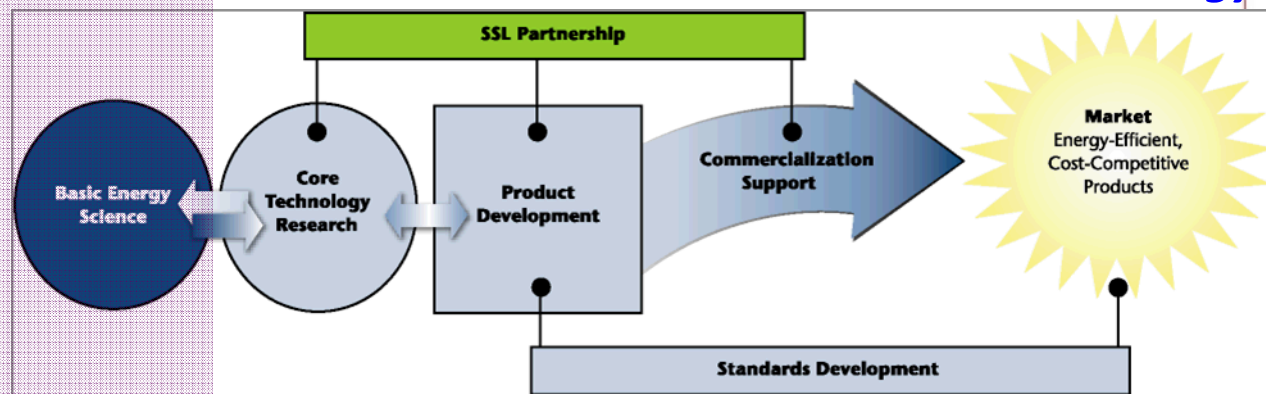 SSL Partnership
Basic Energy
Science
Core
Technology
Research
Product
Development
Commercialization
Support
Market
Energy-Efficient,
Cost-Competitive
Products
Standards Development